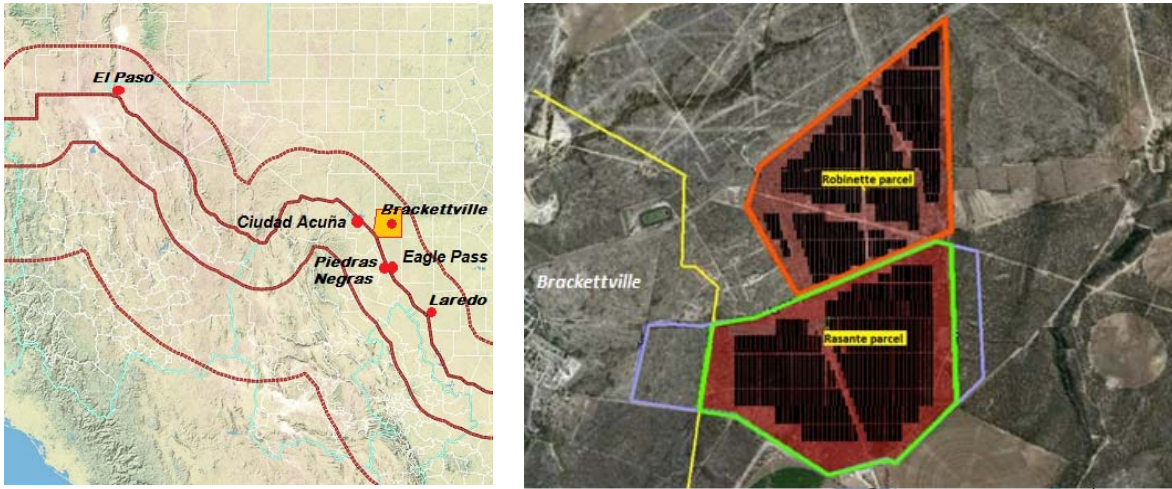 El Paso
Ciudad Acuña
Brackettville
Piedras
Negras
Eagle Pass
Laredo
Robinette parcel
Brackettville
Rasante parcel